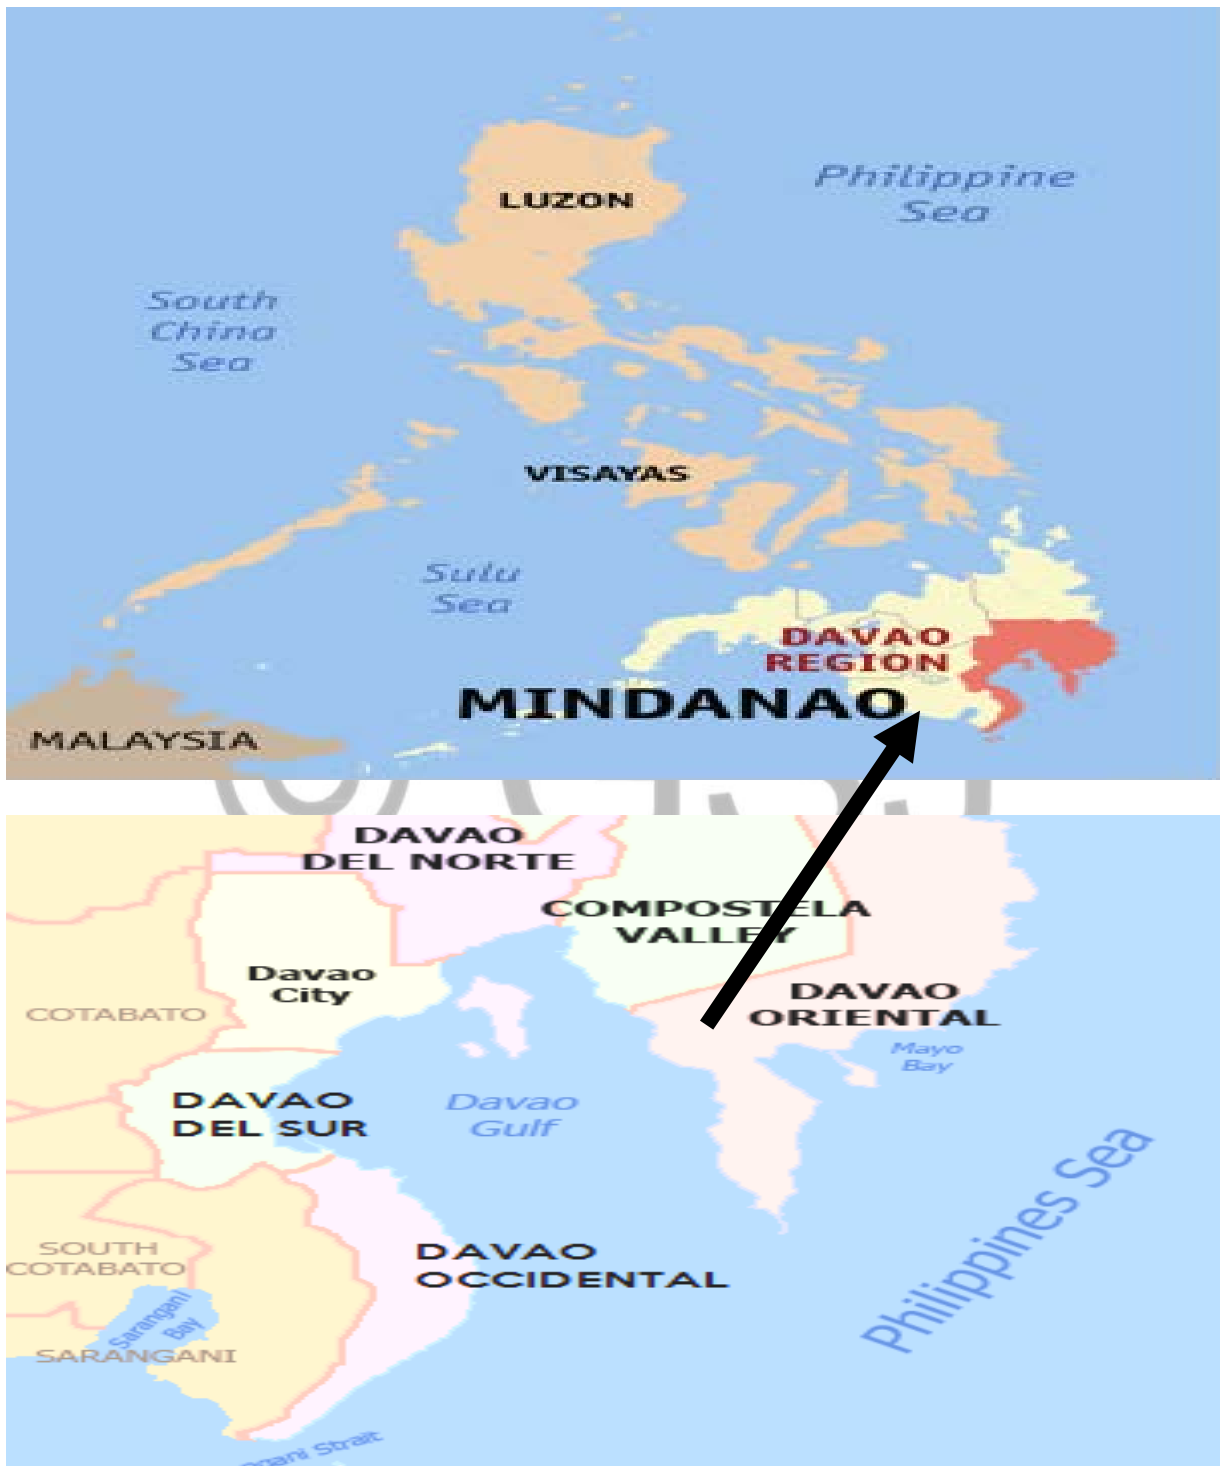 LUZON
Philippine
Sea
South
China
Sea
VISAYAS
Sulu
Sea
DAVAO
REGION
MINDANAO
MALAYSIA
DAVAO
DEL NORTE
COMPOSTELA
VALLEY
Davao
City
DAVAO
ORIENTAL
COTABATO
Mayo
Bay
DAVAO
DEL SUR
Davao
Gulf
Philippines Sea
SOUTH
COTABATO
DAVAO
OCCIDENTAL
Sarangani
Bay
SARANGANI
Strait